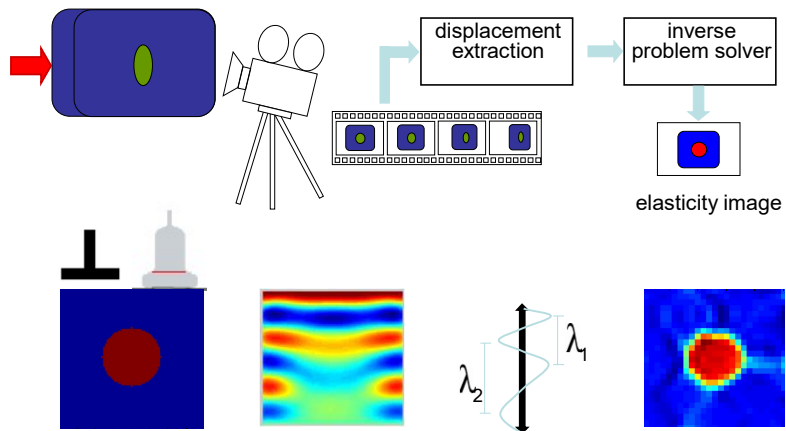 displacement
extraction
inverse
problem solver
elasticity image
λ1
λ2